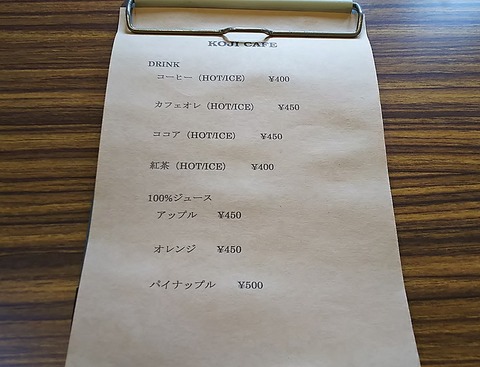 KOJI CAFE
DRINK
コーヒー（HOT/ICE） ¥400
カフェオレ（HOT/ICE） ¥450
ココア（HOT/ICE） ¥450
紅茶（HOT/ICE） ¥400
100%ジュース
アップル ¥450
オレンジ ¥450
パイナップル ¥500